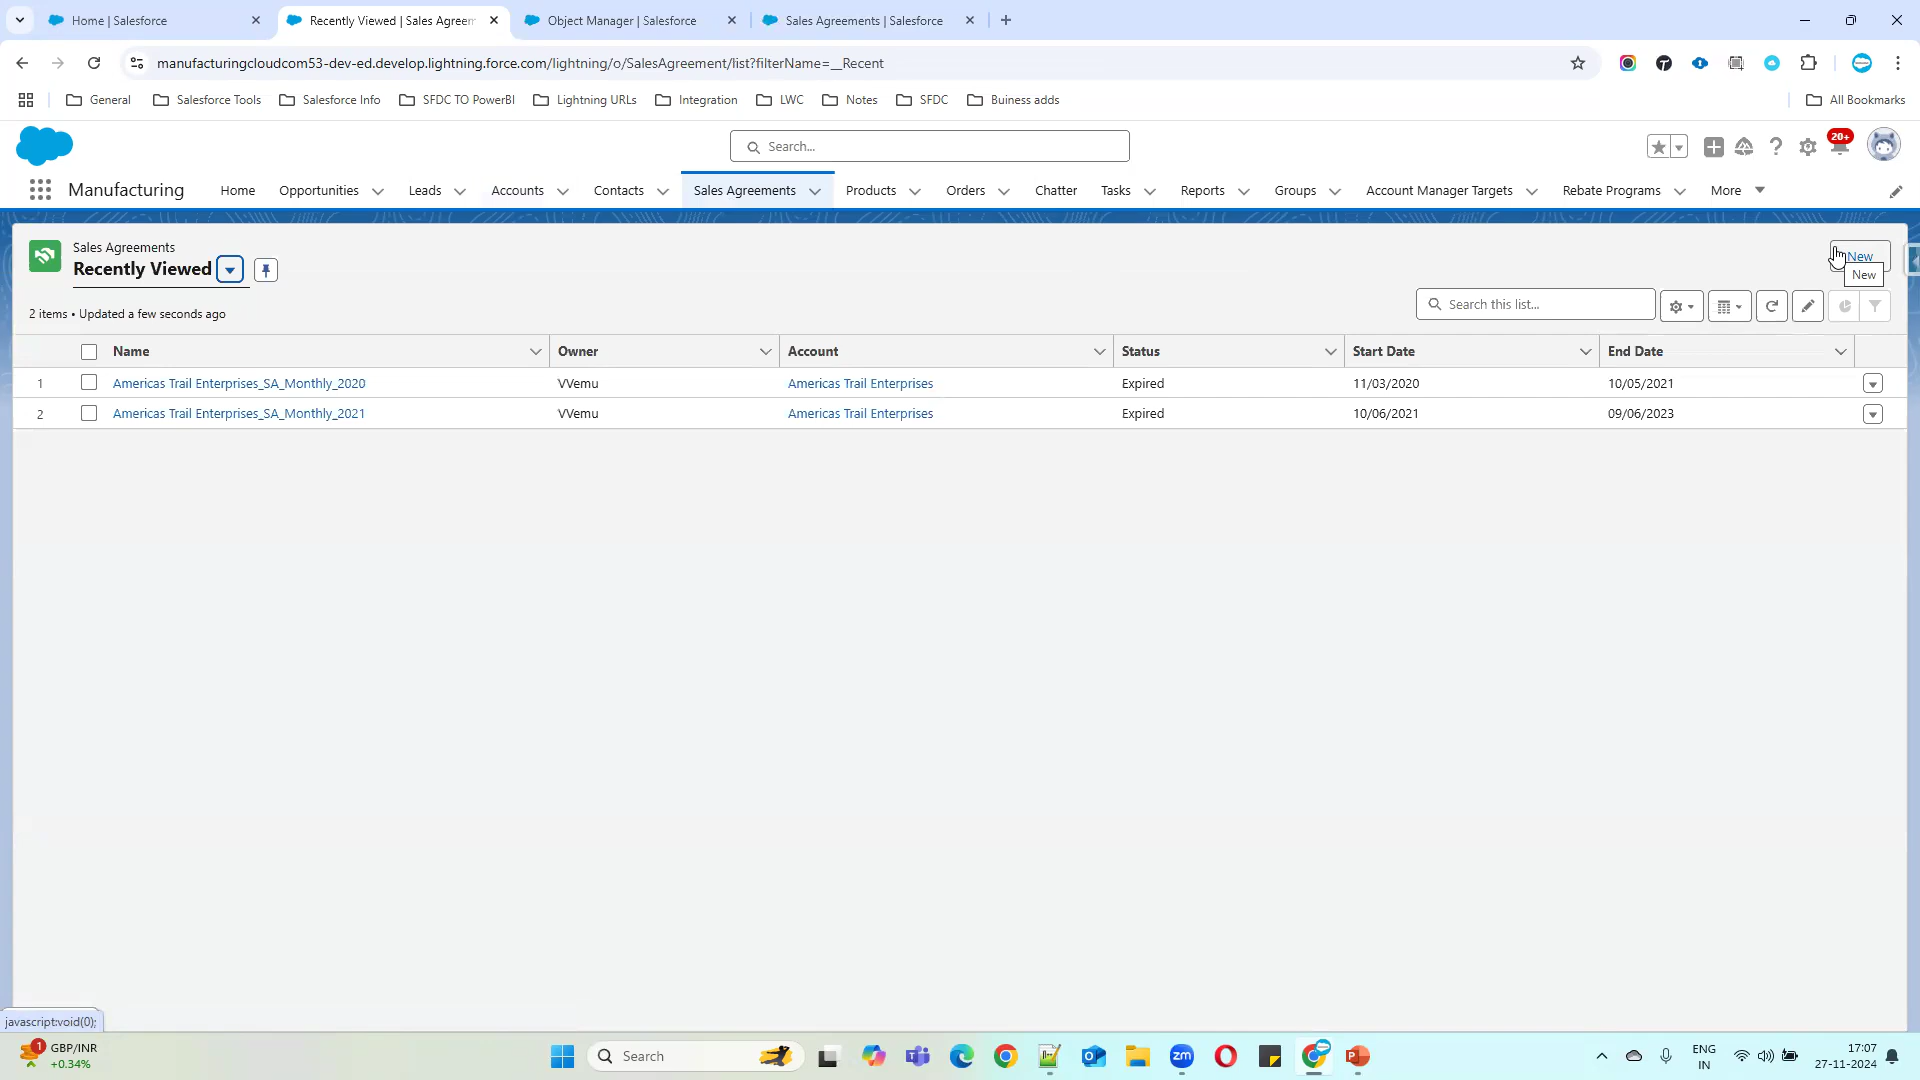 Home | Salesforce
Recently Viewed | Sales Agreem
Object Manager | Salesforce
Sales Agreements | Salesforce
manufacturingcloudcom53-dev-ed.develop.lightning.force.com/lightning/o/SalesAgreement/list?filterName=__Recent
General
Salesforce Tools
Salesforce Info
SFDC TO PowerBI
Lightning URLs
Integration
LWC
Notes
SFDC
Buiness adds
All Bookmarks
Search...
20+
Manufacturing
Home
Opportunities
Leads
Accounts
Contacts
Sales Agreements
Products
Orders
Chatter
Tasks
Reports
Groups
Account Manager Targets
Rebate Programs
More
Sales Agreements
Recently Viewed
New
New
2 items • Updated a few seconds ago
Search this list...
Name Owner Account Status Start Date End Date
1 Americas Trail Enterprises_SA_Monthly_2020 VVemu Americas Trail Enterprises Expired 11/03/2020 10/05/2021
2 Americas Trail Enterprises_SA_Monthly_2021 VVemu Americas Trail Enterprises Expired 10/06/2021 09/06/2023
javascript:void(0);
1
GBP/INR
+0.34%
Search
zm
ENG
IN
17:07
27-11-2024